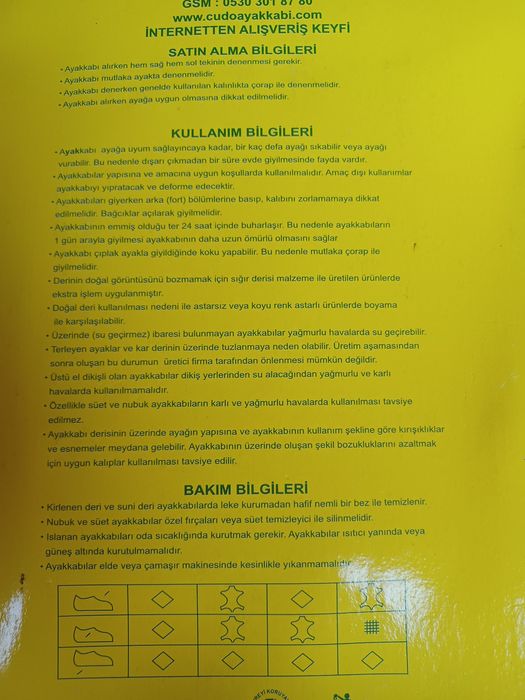 GSM : 0530 301 87 80
www.cudoayakkabi.com
İNTERNETTEN ALIŞVERİŞ KEYFİ
SATIN ALMA BİLGİLERİ
• Ayakkabı alırken hem sağ hem sol tekinin denenmesi gerekir.
• Ayakkabı mutlaka ayakta denenmelidir.
• Ayakkabı denerken genelde kullanılan kalınlıkta çorap ile denenmelidir.
• Ayakkabı alırken ayağa uygun olmasına dikkat edilmelidir.
KULLANIM BİLGİLERİ
• Ayakkabı ayağa uyum sağlayıncaya kadar, bir kaç defa ayağı sıkabilir veya ayağı
vurabilir. Bu nedenle dışarı çıkmadan bir süre evde giyilmesinde fayda vardır.
• Ayakkabılar yapısına ve amacına uygun koşullarda kullanılmalıdır. Amaç dışı kullanımlar
ayakkabıyı yıpratacak ve deforme edecektir.
• Ayakkabıları giyerken arka (fort) bölümlerine basıp, kalıbını zorlamamaya dikkat
edilmelidir. Bağcıklar açılarak giyilmelidir.
• Ayakkabının emmiş olduğu ter 24 saat içinde buharlaşır. Bu nedenle ayakkabıların
1 gün arayla giyilmesi ayakkabının daha uzun ömürlü olmasını sağlar
• Ayakkabı çıplak ayakla giyildiğinde koku yapabilir. Bu nedenle mutlaka çorap ile
giyilmelidir.
• Derinin doğal görüntüsünü bozmamak için sığır derisi malzeme ile üretilen ürünlerde
ekstra işlem uygulanmıştır.
• Doğal deri kullanılması nedeni ile astarsız veya koyu renk astarlı ürünlerde boyama
ile karşılaşılabilir.
• Üzerinde (su geçirmez) ibaresi bulunmayan ayakkabılar yağmurlu havalarda su geçirebilir.
• Terleyen ayaklar ve kar derinin üzerinde tuzlanmaya neden olabilir. Üretim aşamasından
sonra oluşan bu durumun üretici firma tarafından önlenmesi mümkün değildir.
• Üstü el dikişli olan ayakkabılar dikiş yerlerinden su alacağından yağmurlu ve karlı
havalarda kullanılmamalıdır.
• Özellikle süet ve nubuk ayakkabıların karlı ve yağmurlu havalarda kullanılması tavsiye
edilmez.
• Ayakkabı derisinin üzerinde ayağın yapısına ve ayakkabının kullanım şekline göre kırışıklıklar
ve esnemeler meydana gelebilir. Ayakkabının üzerinde oluşan şekil bozukluklarını azaltmak
için uygun kalıplar kullanılması tavsiye edilir.
BAKIM BİLGİLERİ
• Kirlenen deri ve suni deri ayakkabılarda leke kurumadan hafif nemli bir bez ile temizlenir.
• Nubuk ve süet ayakkabılar özel fırçaları veya süet temizleyici ile silinmelidir.
• Islanan ayakkabıları oda sıcaklığında kurutmak gerekir. Ayakkabılar ısıtıcı yanında veya
güneş altında kurutulmamalıdır.
• Ayakkabılar elde veya çamaşır makinesinde kesinlikle yıkanmamalıdır